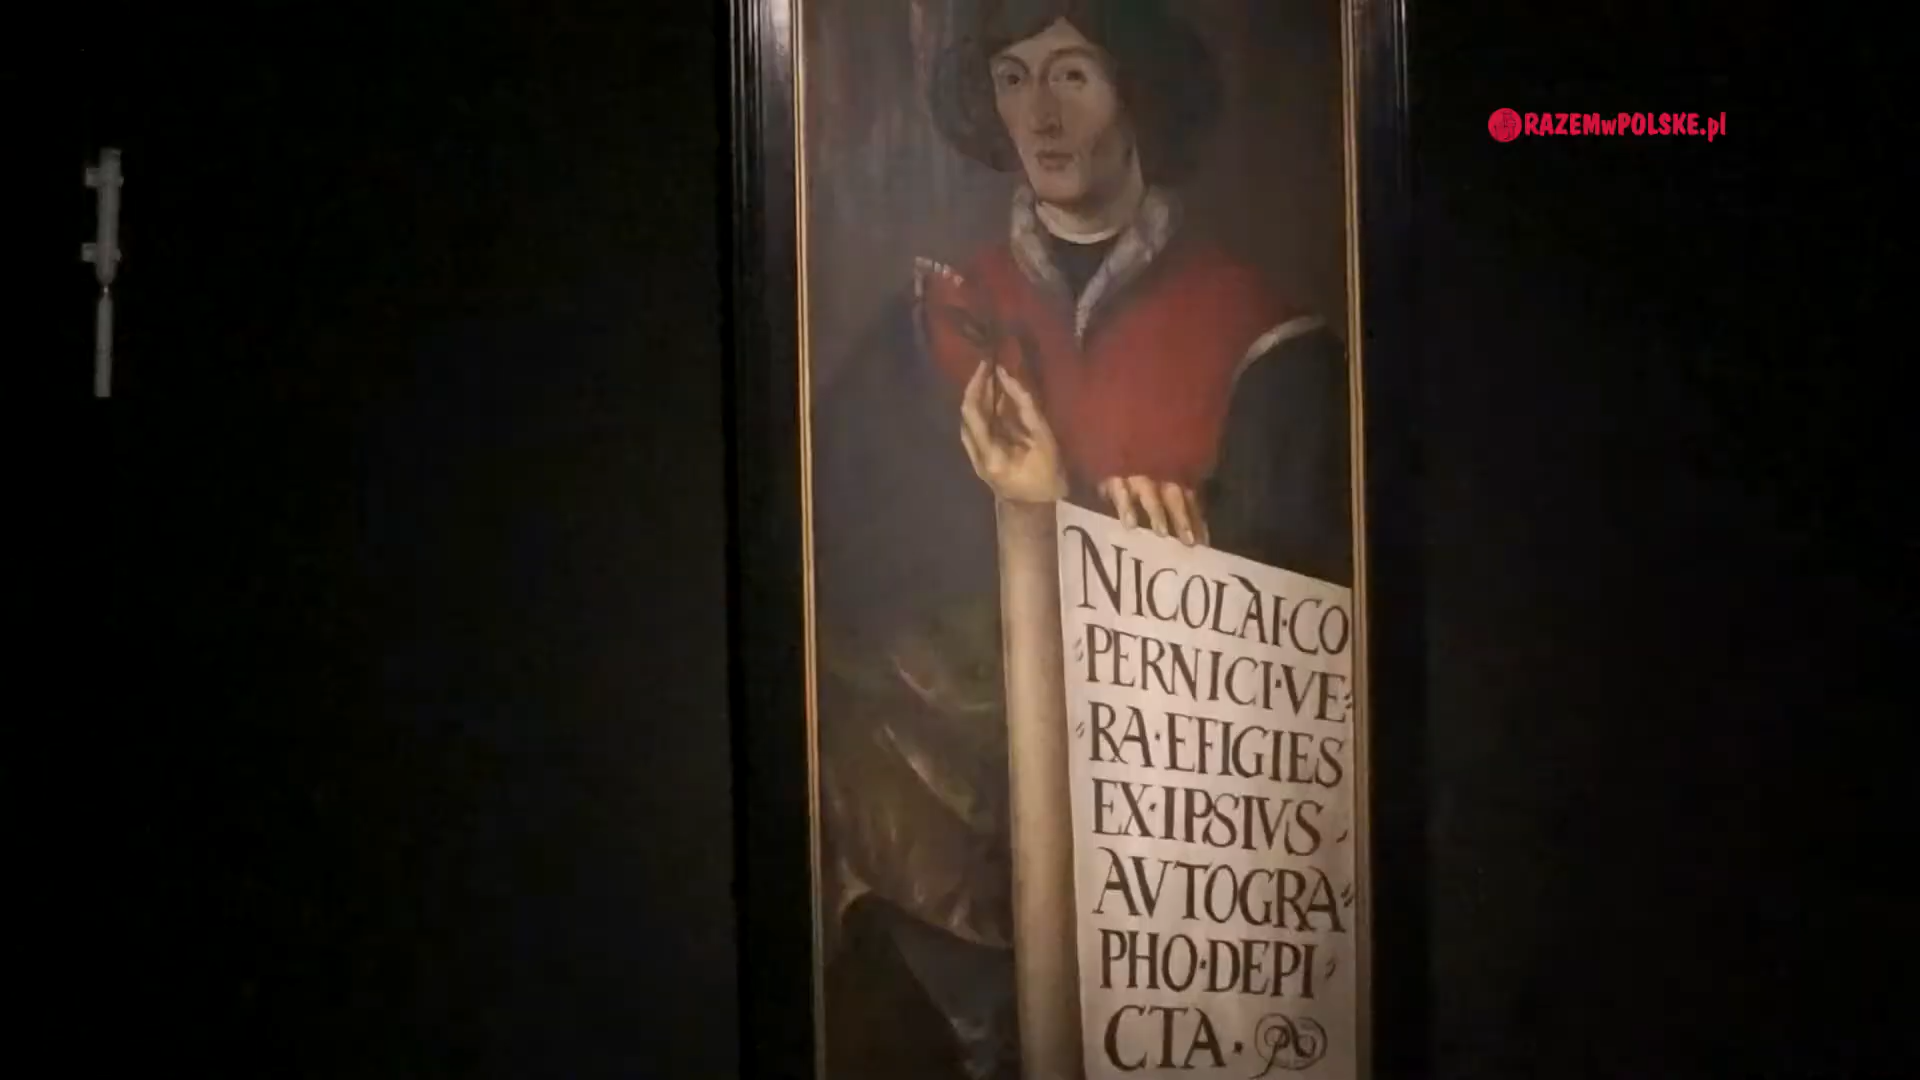 RAZEMwPOLSKE.pl
NICOLAI·CO
PERNICI·VE
RA·EFIGIES
EX·IPSIVS
AVTOGRA
PHO·DEPI
CTA·